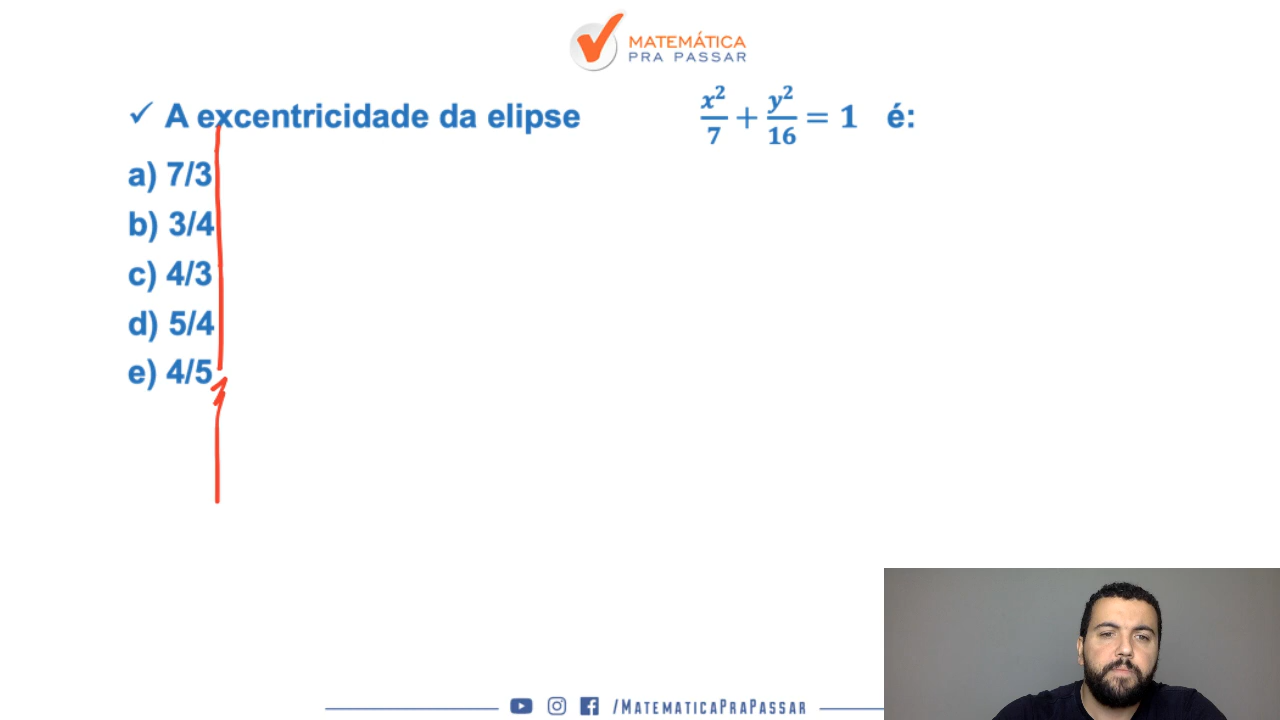 MATEMÁTICA
PRA PASSAR
✓ A excentricidade da elipse x²/7 + y²/16 = 1 é:
a) 7/3
b) 3/4
c) 4/3
d) 5/4
e) 4/5
/MATEMATICAPRAPASSAR